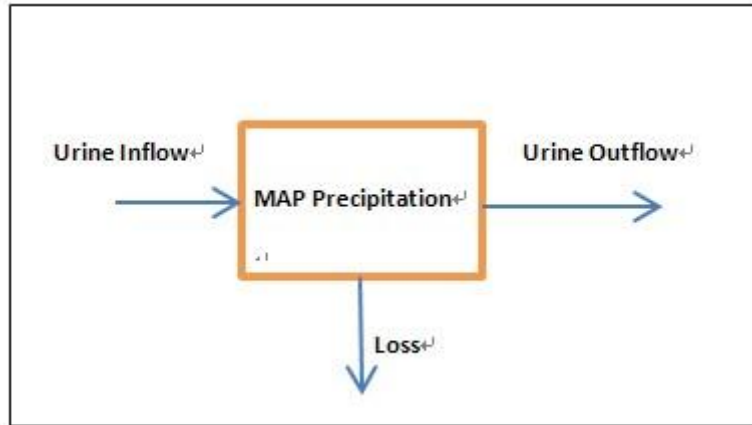 Urine Inflow↵
Urine Outflow↵
MAP Precipitation↵
↵
Loss↵